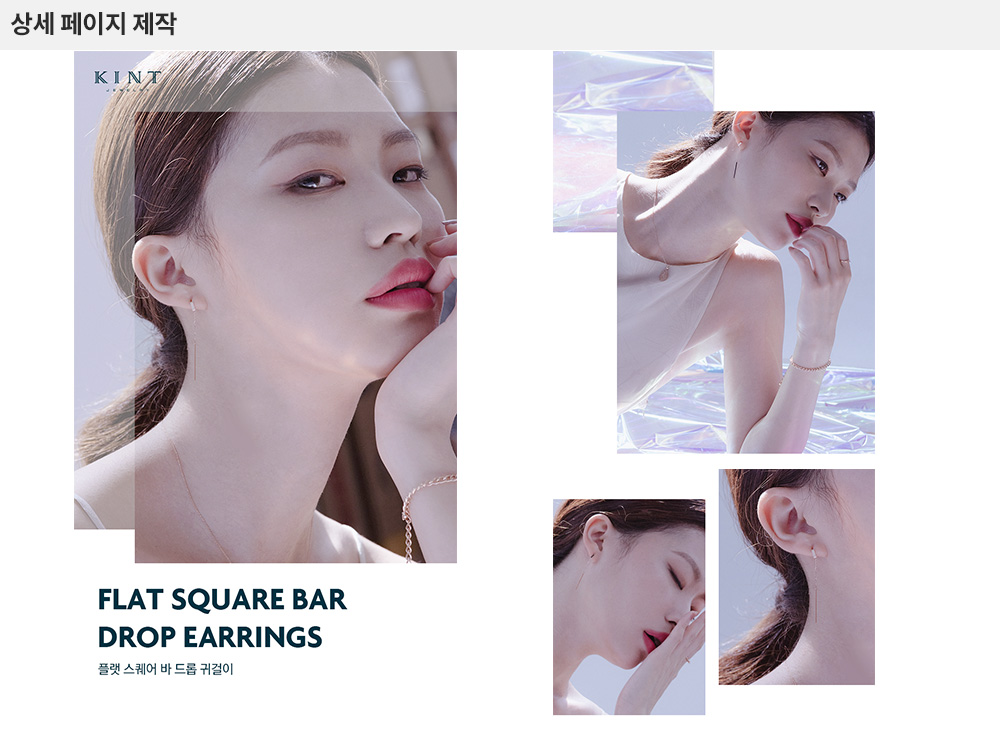 상세 페이지 제작
KINT
JEWELRY
FLAT SQUARE BAR
DROP EARRINGS
플랫 스퀘어 바 드롭 귀걸이